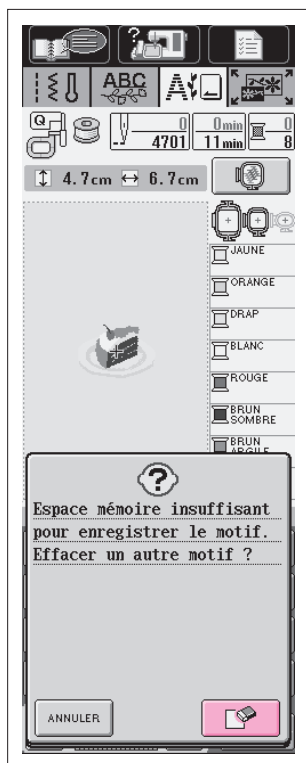 ABC
A
Q
0
4701
0min
11min
0
8
4.7cm
6.7cm
JAUNE
ORANGE
DRAP
BLANC
ROUGE
BRUN
SOMBRE
BRUN
ARGILE
?
Espace mémoire insuffisant
pour enregistrer le motif.
Effacer un autre motif ?
ANNULER